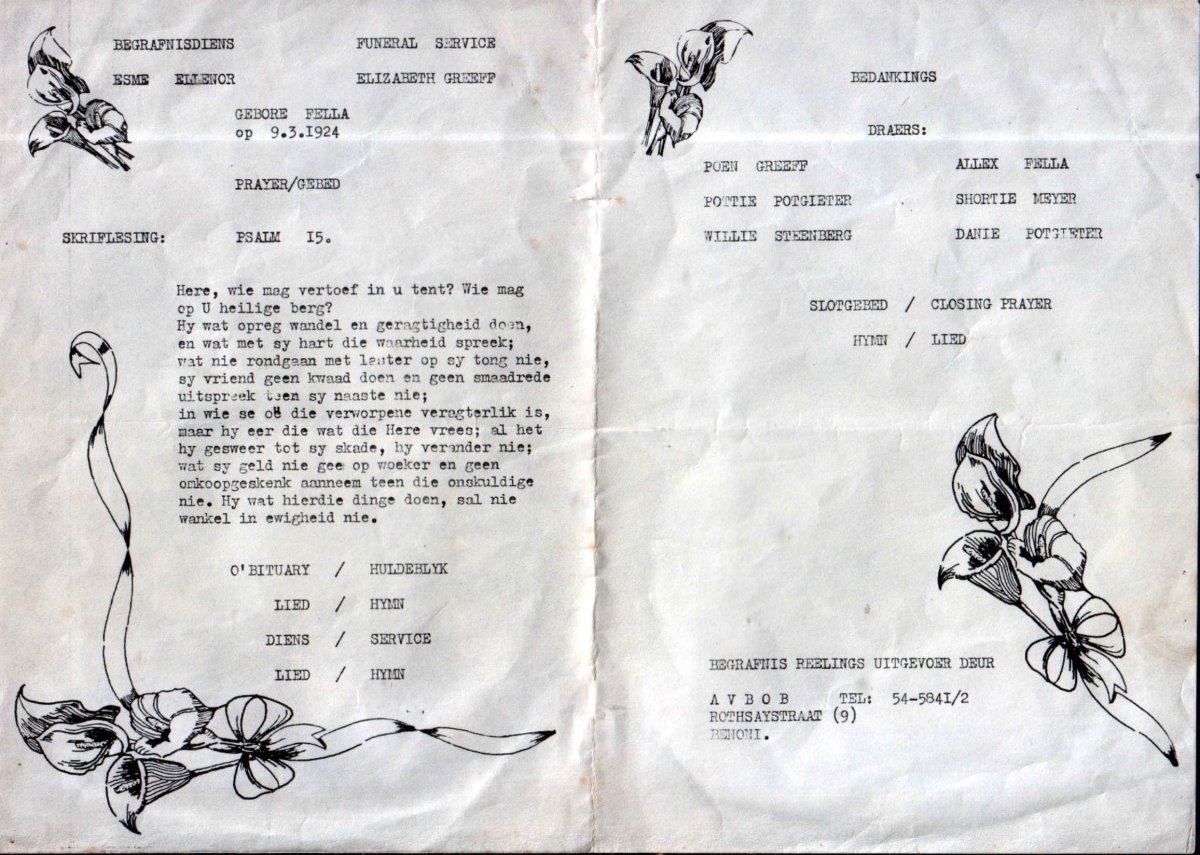 BEGRAFNISDIENS FUNERAL SERVICE
ESME ELLENOR ELIZABETH GREEFF
GEBORE FELLA
op 9.3.I924
PRAYER/GEBED
SKRIFLESING: PSALM I5.
Here, wie mag vertoef in u tent? Wie mag
op U heilige berg?
Hy wat opreg wandel en geragtigheid doen,
en wat met sy hart die waarheid spreek;
wat nie rondgaan met laster op sy tong nie,
sy vriend geen kwaad doen en geen smaadrede
uitspreek teen sy naaste nie;
in wie se oë die verworpene veragterlik is,
maar hy eer die wat die Here vrees; al het
hy gesweer tot sy skade, hy verander nie;
wat sy geld nie gee op woeker en geen
omkoopgeskenk aanneem teen die onskuldige
nie. Hy wat hierdie dinge doen, sal nie
wankel in ewigheid nie.
O'BITUARY / HULDEBLYK
LIED / HYMN
DIENS / SERVICE
LIED / HYMN
BEDANKINGS
DRAERS:
POEN GREEFF ALLEX FELLA
POTTIE POTGIETER SHORTIE MEYER
WILLIE STEENBERG DANIE POTGIETER
SLOTGEBED / CLOSING PRAYER
HYMN / LIED
BEGRAFNIS REELINGS UITGEVOER DEUR
A V B O B TEL: 54-584I/2
ROTHSAYSTRAAT (9)
BENONI.